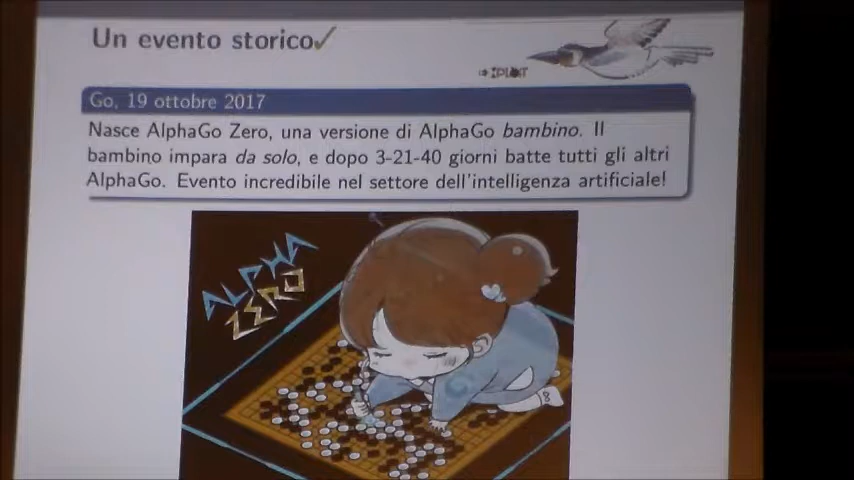 Un evento storico✓
Go, 19 ottobre 2017
Nasce AlphaGo Zero, una versione di AlphaGo bambino. Il
bambino impara da solo, e dopo 3-21-40 giorni batte tutti gli altri
AlphaGo. Evento incredibile nel settore dell'intelligenza artificiale!
ALPHA
ZERO